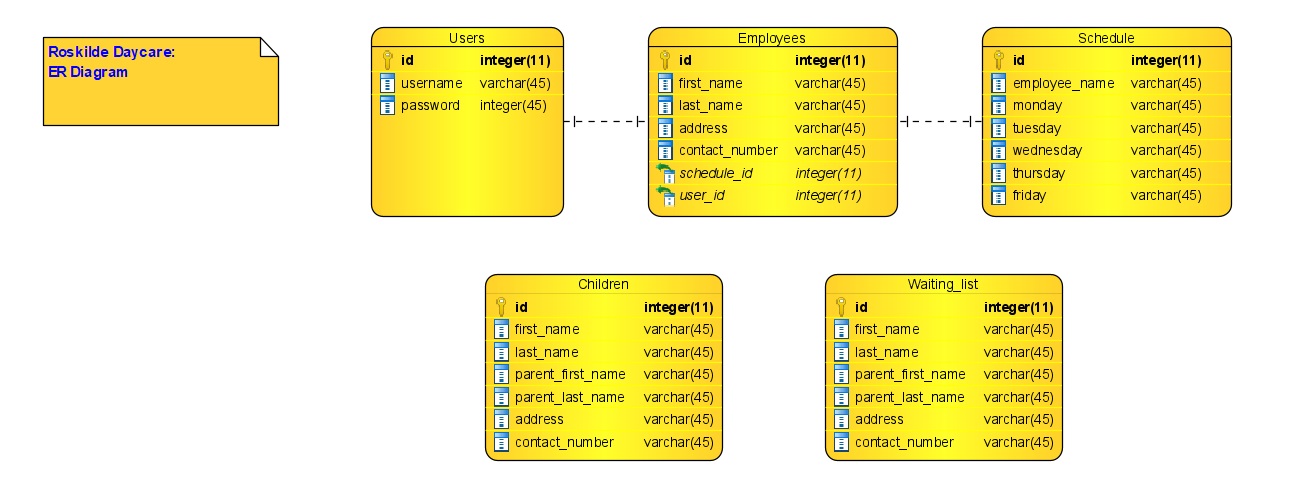 Roskilde Daycare:
ER Diagram
Users
id integer(11)
username varchar(45)
password integer(45)
Employees
id integer(11)
first_name varchar(45)
last_name varchar(45)
address varchar(45)
contact_number varchar(45)
schedule_id integer(11)
user_id integer(11)
Schedule
id integer(11)
employee_name varchar(45)
monday varchar(45)
tuesday varchar(45)
wednesday varchar(45)
thursday varchar(45)
friday varchar(45)
Children
id integer(11)
first_name varchar(45)
last_name varchar(45)
parent_first_name varchar(45)
parent_last_name varchar(45)
address varchar(45)
contact_number varchar(45)
Waiting_list
id integer(11)
first_name varchar(45)
last_name varchar(45)
parent_first_name varchar(45)
parent_last_name varchar(45)
address varchar(45)
contact_number varchar(45)